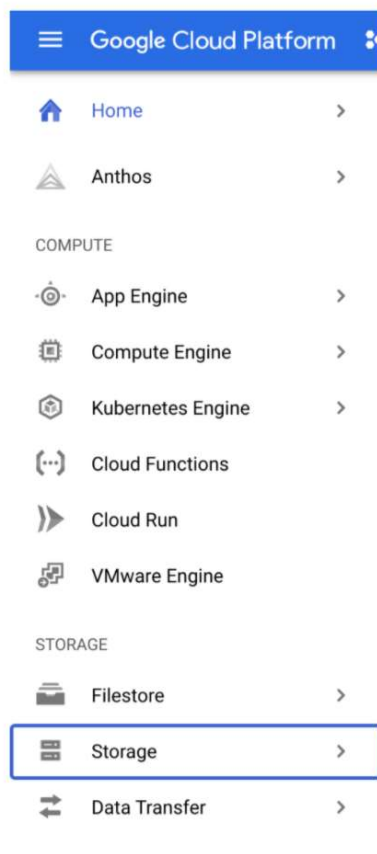 Google Cloud Platform
Home
Anthos
COMPUTE
App Engine
Compute Engine
Kubernetes Engine
Cloud Functions
Cloud Run
VMware Engine
STORAGE
Filestore
Storage
Data Transfer